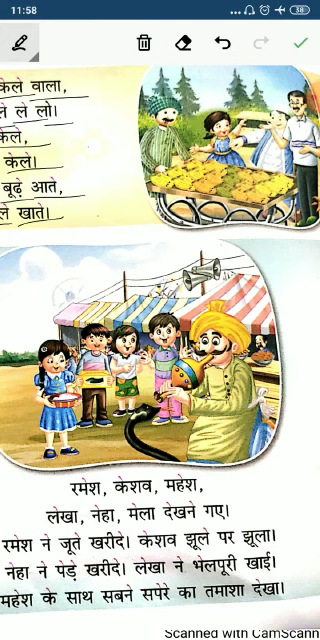 11:58
38
केले वाला,
ले ले लो।
केले,
केले।
बूढ़े आते,
खाते।
रमेश, केशव, महेश,
लेखा, नेहा, मेला देखने गए।
रमेश ने जूते खरीदे। केशव झूले पर झूला।
नेहा ने पेड़े खरीदे। लेखा ने भेलपूरी खाई।
महेश के साथ सबने सपेरे का तमाशा देखा।
Scanned with CamScann